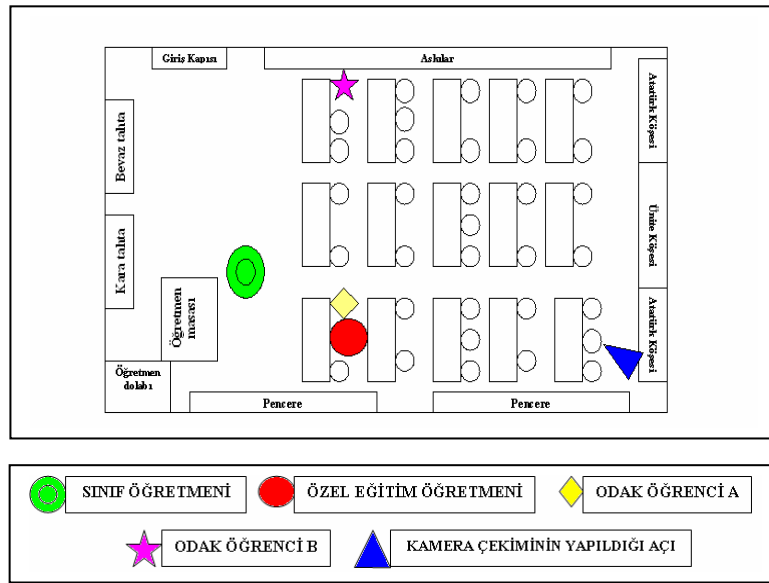 Giriş Kapısı
Askılar
Beyaz tahta
Kara tahta
Öğretmen
masası
Öğretmen
dolabı
Atatürk Köşesi
Ünite Köşesi
Atatürk Köşesi
Pencere
Pencere
SINIF ÖĞRETMENİ
ÖZEL EĞİTİM ÖĞRETMENİ
ODAK ÖĞRENCİ A
ODAK ÖĞRENCİ B
KAMERA ÇEKİMİNİN YAPILDIĞI AÇI